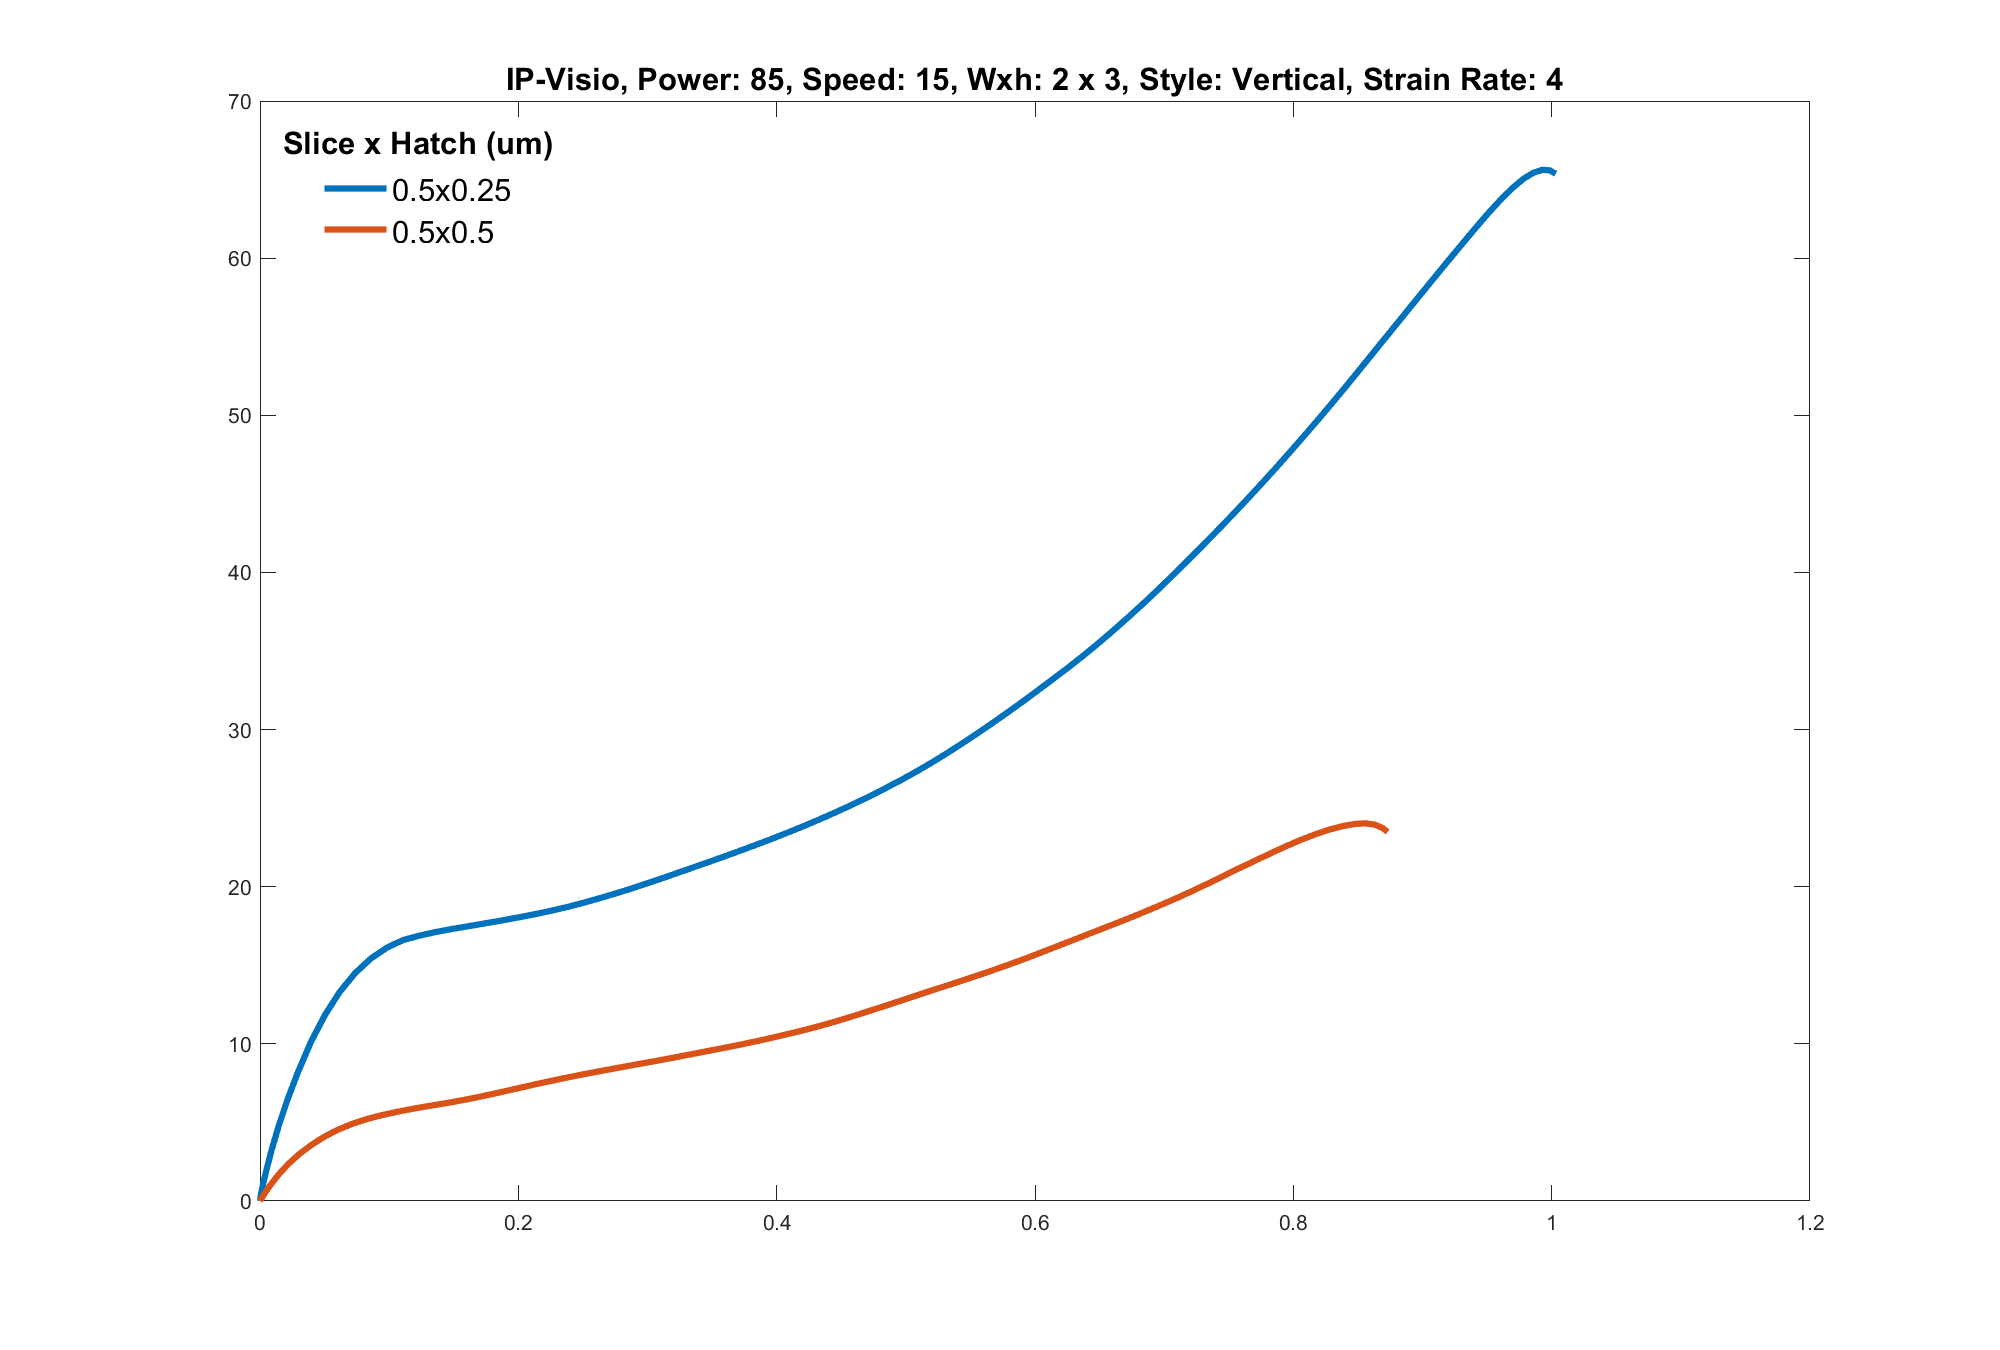 IP-Visio, Power: 85, Speed: 15, Wxh: 2 x 3, Style: Vertical, Strain Rate: 4
70
Slice x Hatch (um)
0.5x0.25
0.5x0.5
60
50
40
30
20
10
0
0 0.2 0.4 0.6 0.8 1 1.2